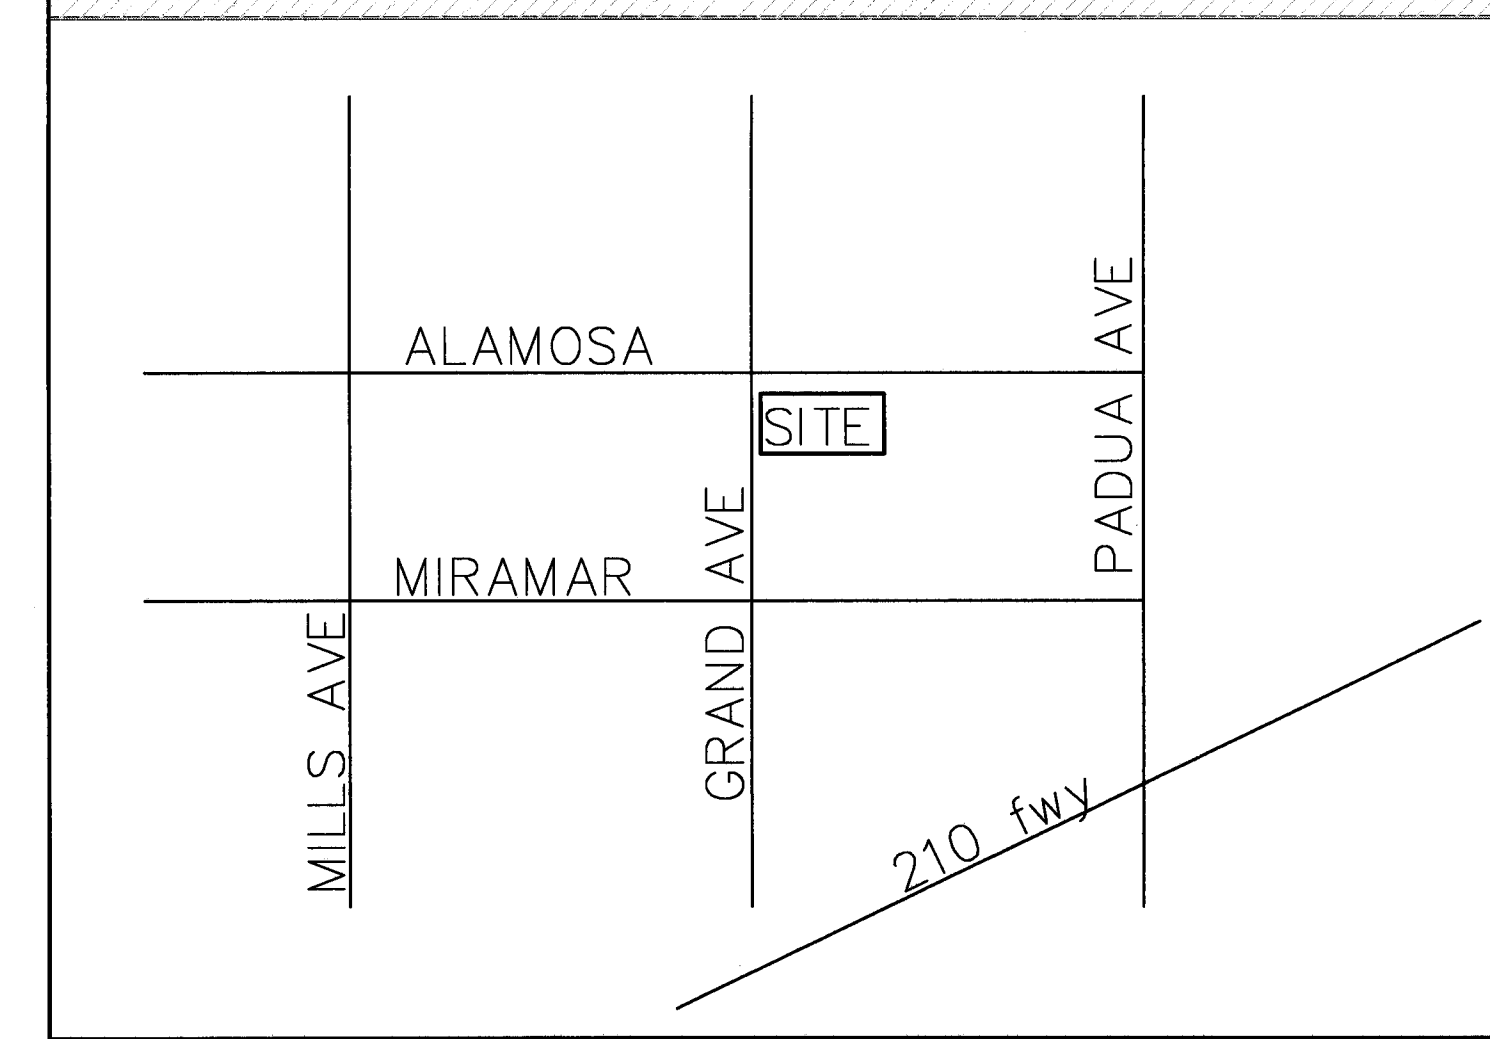 ALAMOSA
SITE
PADUA AVE
MIRAMAR
GRAND AVE
MILLS AVE
210 fwy